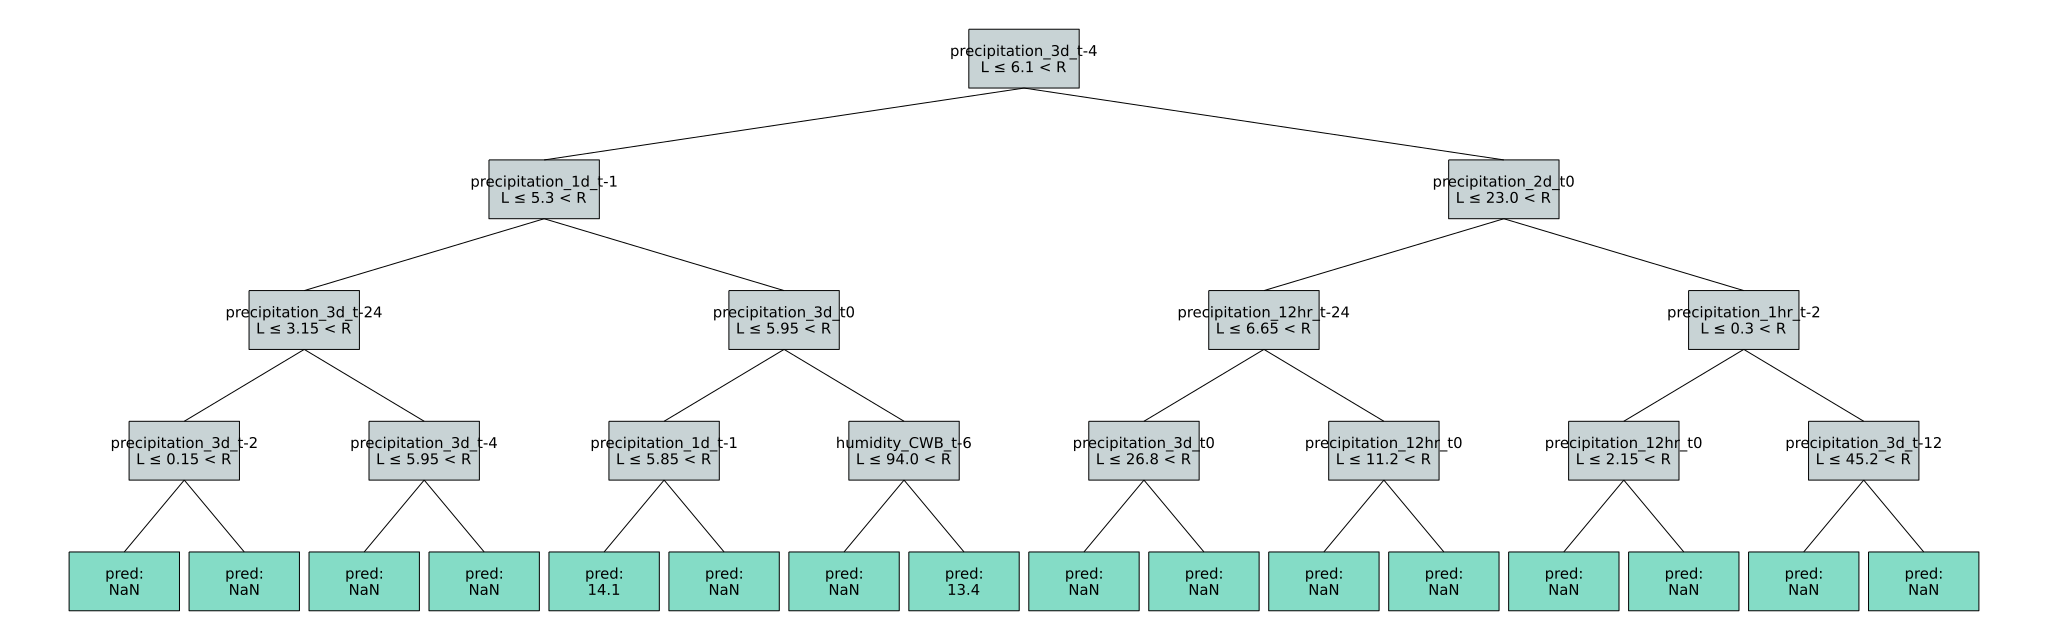 precipitation_3d_t-4
L ≤ 6.1 < R
precipitation_1d_t-1
L ≤ 5.3 < R
precipitation_2d_t0
L ≤ 23.0 < R
precipitation_3d_t-24
L ≤ 3.15 < R
precipitation_3d_t0
L ≤ 5.95 < R
precipitation_12hr_t-24
L ≤ 6.65 < R
precipitation_1hr_t-2
L ≤ 0.3 < R
precipitation_3d_t-2
L ≤ 0.15 < R
precipitation_3d_t-4
L ≤ 5.95 < R
precipitation_1d_t-1
L ≤ 5.85 < R
humidity_CWB_t-6
L ≤ 94.0 < R
precipitation_3d_t0
L ≤ 26.8 < R
precipitation_12hr_t0
L ≤ 11.2 < R
precipitation_12hr_t0
L ≤ 2.15 < R
precipitation_3d_t-12
L ≤ 45.2 < R
pred:
NaN
pred:
NaN
pred:
NaN
pred:
NaN
pred:
14.1
pred:
NaN
pred:
NaN
pred:
13.4
pred:
NaN
pred:
NaN
pred:
NaN
pred:
NaN
pred:
NaN
pred:
NaN
pred:
NaN
pred:
NaN